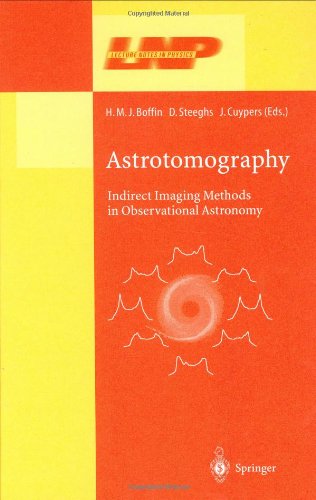 LNP
LECTURE NOTES IN PHYSICS
H. M. J. Boffin   D. Steeghs   J. Cuypers (Eds.)
Astrotomography
Indirect Imaging Methods
in Observational Astronomy
Springer